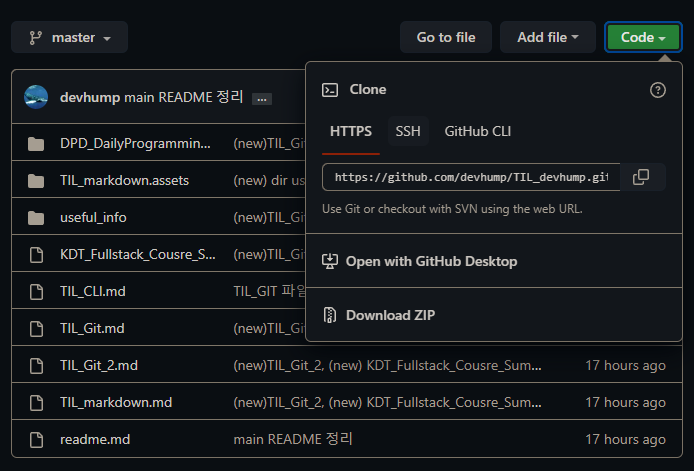 master
Go to file
Add file
Code
devhump main README 정리 ...
Clone
HTTPS SSH GitHub CLI
https://github.com/devhump/TIL_devhump.git
Use Git or checkout with SVN using the web URL.
Open with GitHub Desktop
Download ZIP
DPD_DailyProgrammin... (new)TIL_Git
TIL_markdown.assets (new) dir us
useful_info (new)TIL_Git
KDT_Fullstack_Cousre_S... (new)TIL_Git
TIL_CLI.md TIL_GIT 파일
TIL_Git.md (new)TIL_Git
TIL_Git_2.md (new)TIL_Git_2, (new) KDT_Fullstack_Cousre_Sum... 17 hours ago
TIL_markdown.md (new)TIL_Git_2, (new) KDT_Fullstack_Cousre_Sum... 17 hours ago
readme.md main README 정리 17 hours ago